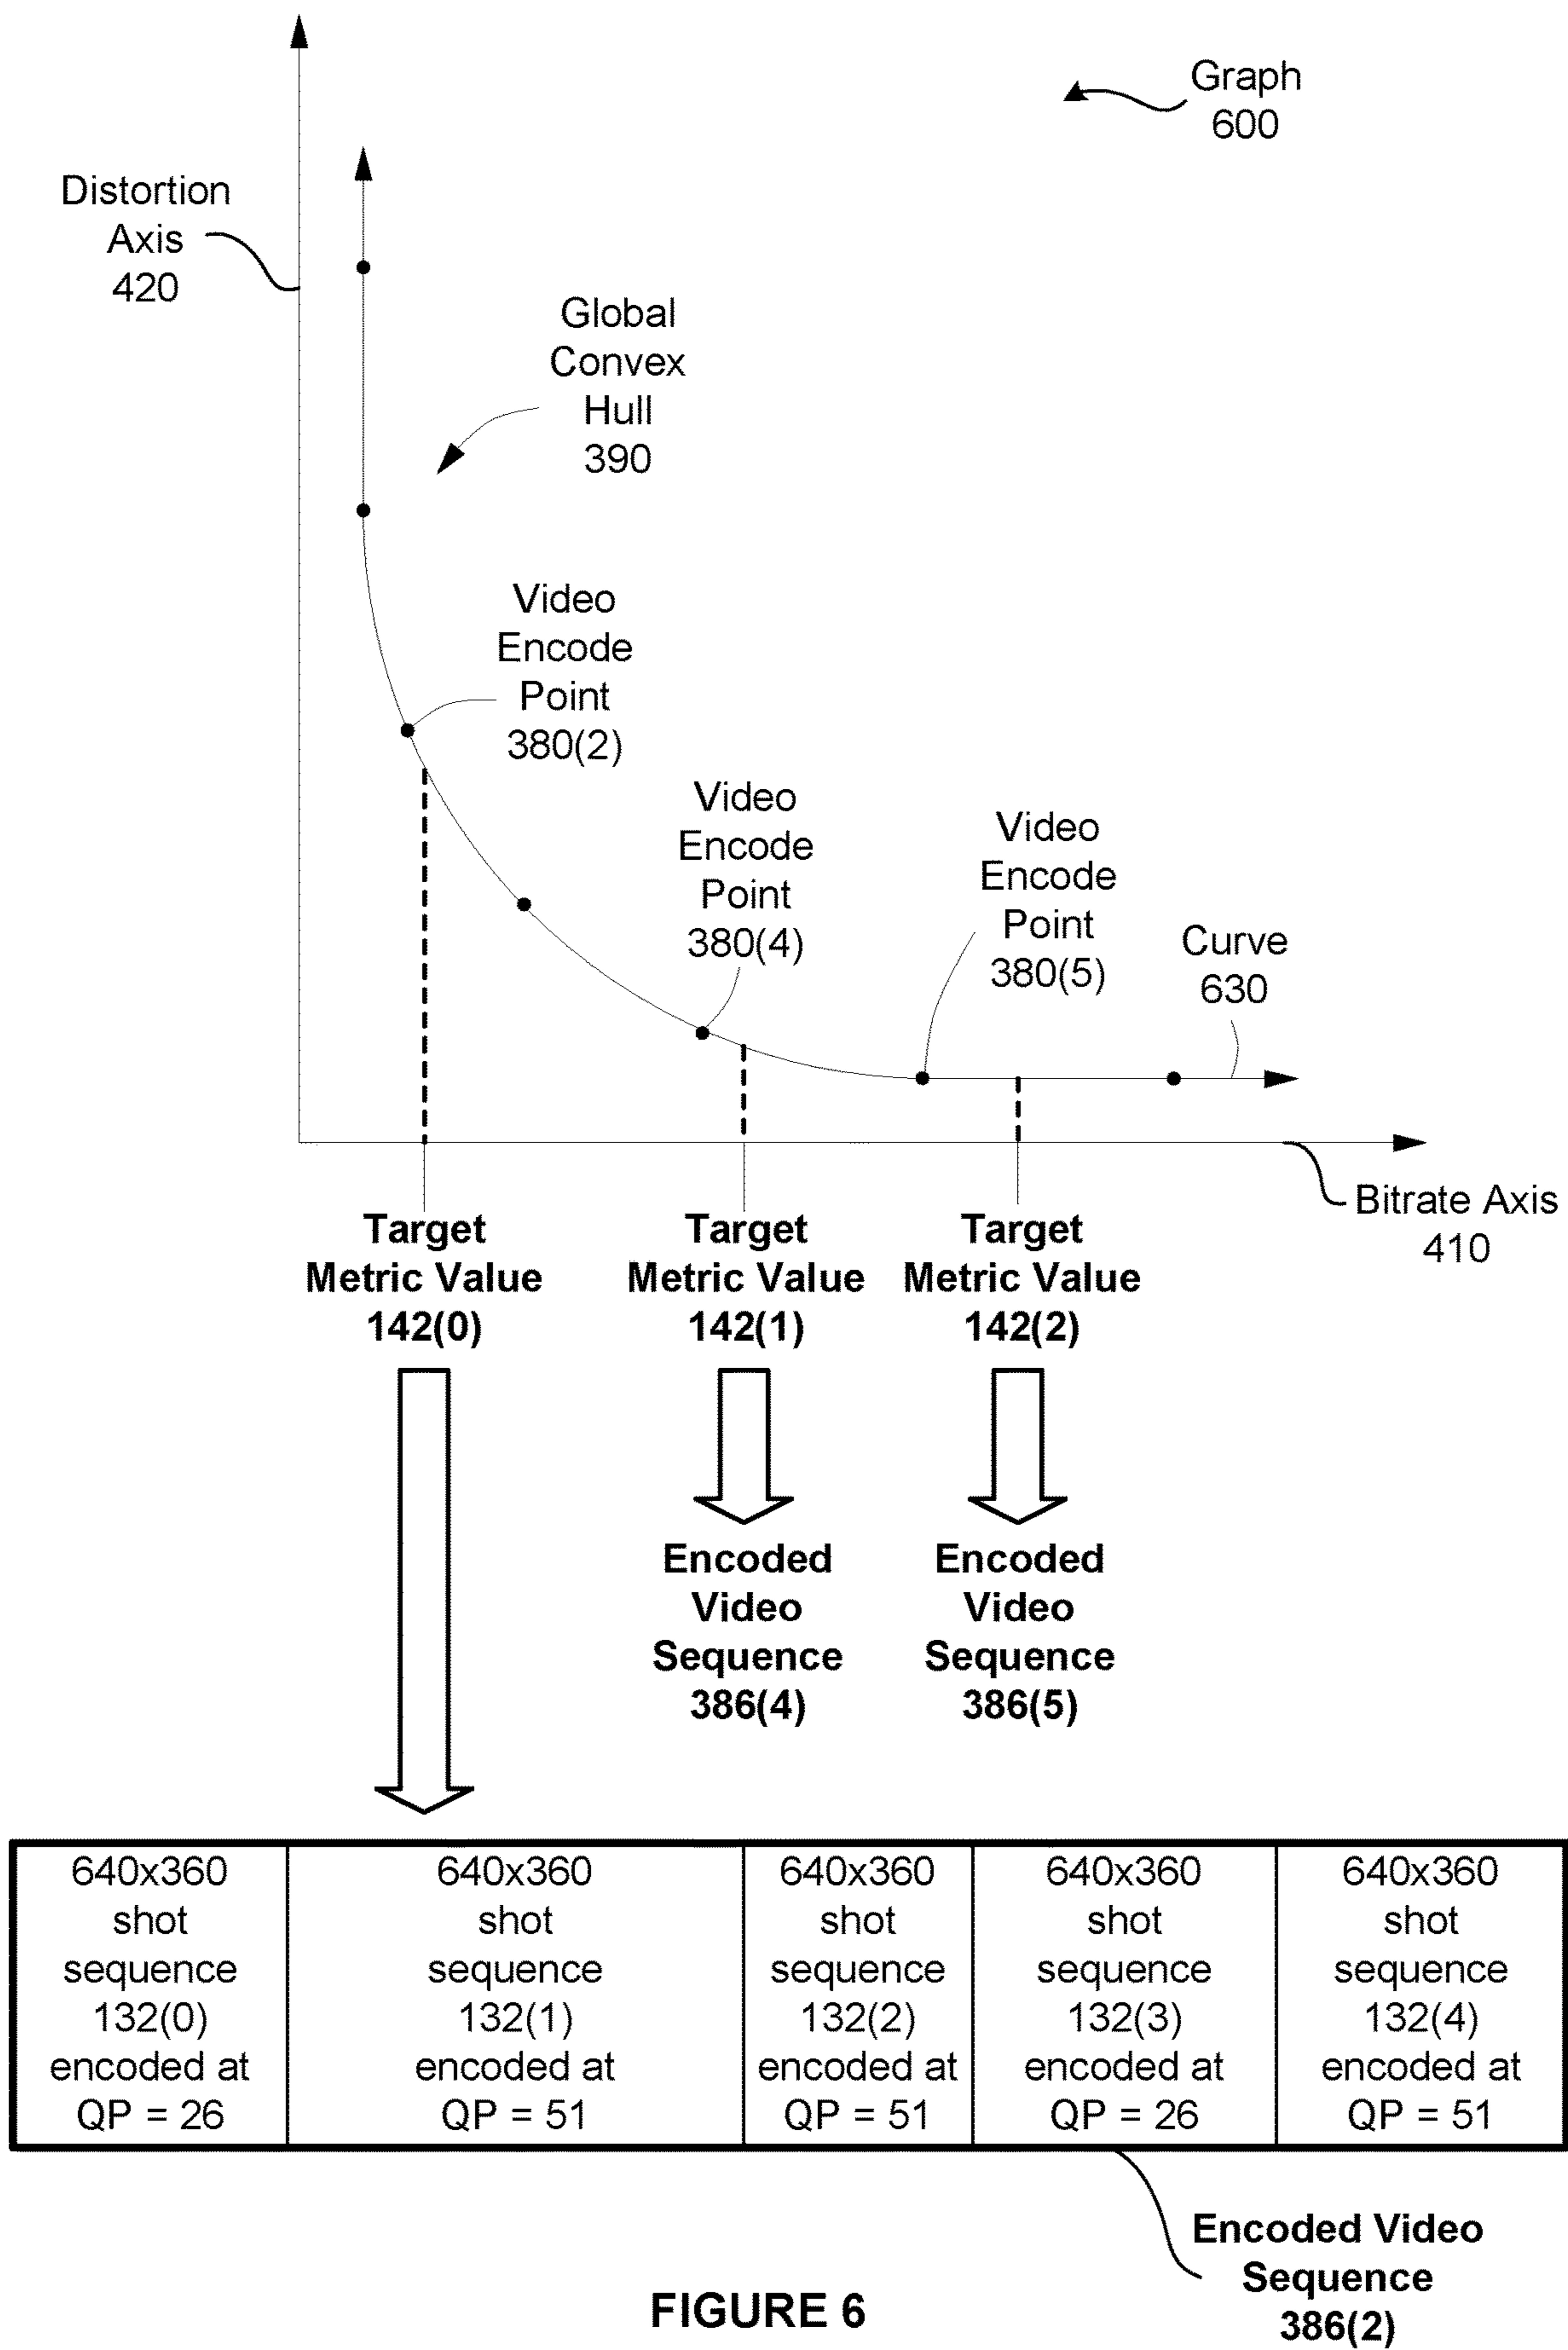 Graph
600
Distortion
Axis
420
Global
Convex
Hull
390
Video
Encode
Point
380(2)
Video
Encode
Point
380(4)
Video
Encode
Point
380(5)
Curve
630
Bitrate Axis
410
Target
Metric Value
142(0)
Target
Metric Value
142(1)
Target
Metric Value
142(2)
Encoded
Video
Sequence
386(4)
Encoded
Video
Sequence
386(5)
640x360
shot
sequence
132(0)
encoded at
QP = 26
640x360
shot
sequence
132(1)
encoded at
QP = 51
640x360
shot
sequence
132(2)
encoded at
QP = 51
640x360
shot
sequence
132(3)
encoded at
QP = 26
640x360
shot
sequence
132(4)
encoded at
QP = 51
Encoded Video
Sequence
386(2)
FIGURE 6